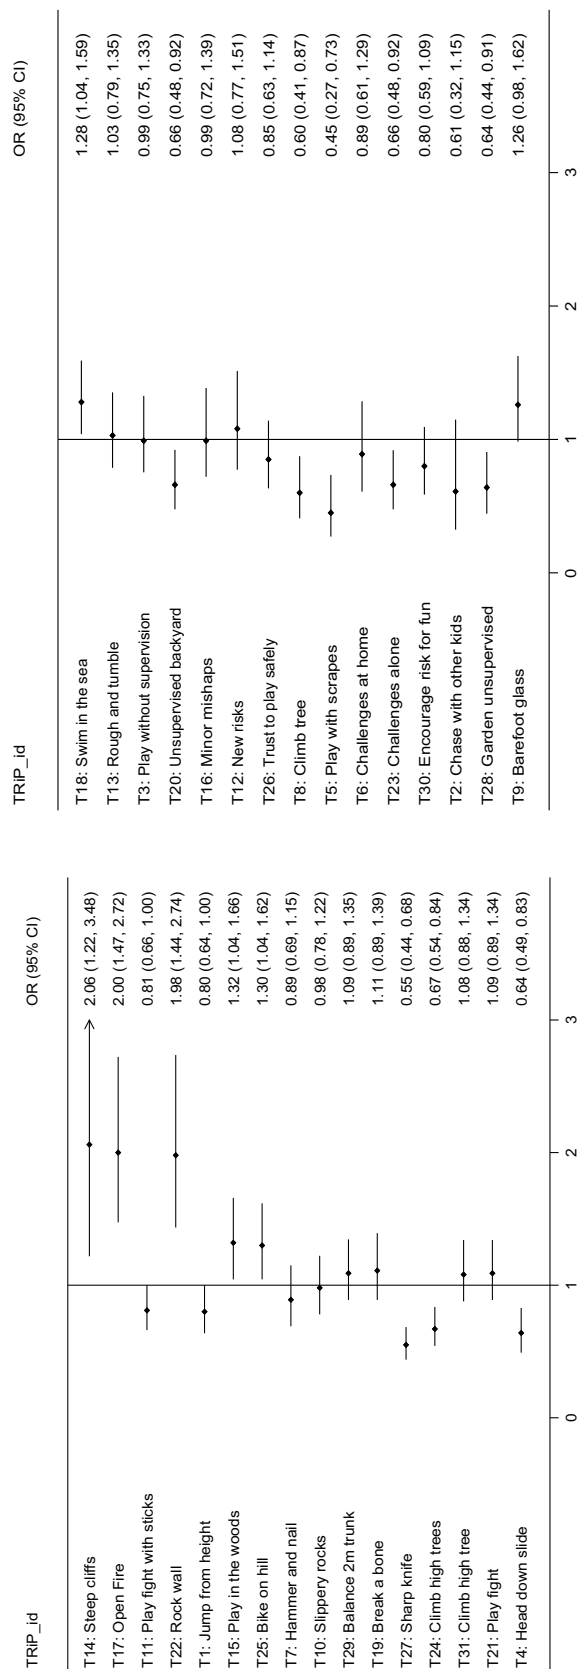 TRiP_id OR (95% CI)
T14: Steep cliffs 2.06 (1.22, 3.48)
T17: Open Fire 2.00 (1.47, 2.72)
T11: Play fight with sticks 0.81 (0.66, 1.00)
T22: Rock wall 1.98 (1.44, 2.74)
T1: Jump from height 0.80 (0.64, 1.00)
T15: Play in the woods 1.32 (1.04, 1.66)
T25: Bike on hill 1.30 (1.04, 1.62)
T7: Hammer and nail 0.89 (0.69, 1.15)
T10: Slippery rocks 0.98 (0.78, 1.22)
T29: Balance 2m trunk 1.09 (0.89, 1.35)
T19: Break a bone 1.11 (0.89, 1.39)
T27: Sharp knife 0.55 (0.44, 0.68)
T24: Climb high trees 0.67 (0.54, 0.84)
T31: Climb high tree 1.08 (0.88, 1.34)
T21: Play fight 1.09 (0.89, 1.34)
T4: Head down slide 0.64 (0.49, 0.83)
0 1 2 3
TRiP_id OR (95% CI)
T18: Swim in the sea 1.28 (1.04, 1.59)
T13: Rough and tumble 1.03 (0.79, 1.35)
T3: Play without supervision 0.99 (0.75, 1.33)
T20: Unsupervised backyard 0.66 (0.48, 0.92)
T16: Minor mishaps 0.99 (0.72, 1.39)
T12: New risks 1.08 (0.77, 1.51)
T26: Trust to play safely 0.85 (0.63, 1.14)
T8: Climb tree 0.60 (0.41, 0.87)
T5: Play with scrapes 0.45 (0.27, 0.73)
T6: Challenges at home 0.89 (0.61, 1.29)
T23: Challenges alone 0.66 (0.48, 0.92)
T30: Encourage risk for fun 0.80 (0.59, 1.09)
T2: Chase with other kids 0.61 (0.32, 1.15)
T28: Garden unsupervised 0.64 (0.44, 0.91)
T9: Barefoot glass 1.26 (0.98, 1.62)
0 1 2 3